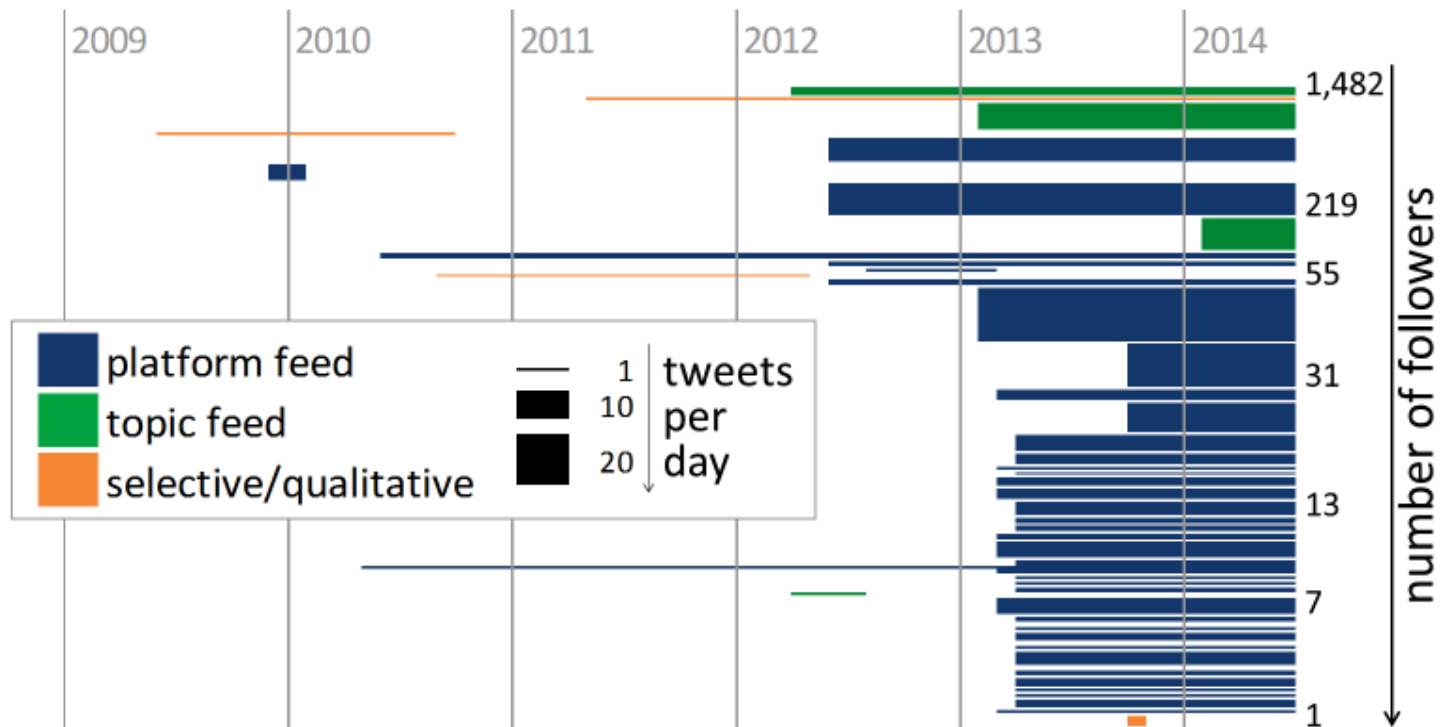 2009 2010 2011 2012 2013 2014
1,482
219
55
31
13
7
1
number of followers
platform feed
topic feed
selective/qualitative
1
10
20
tweets
per
day